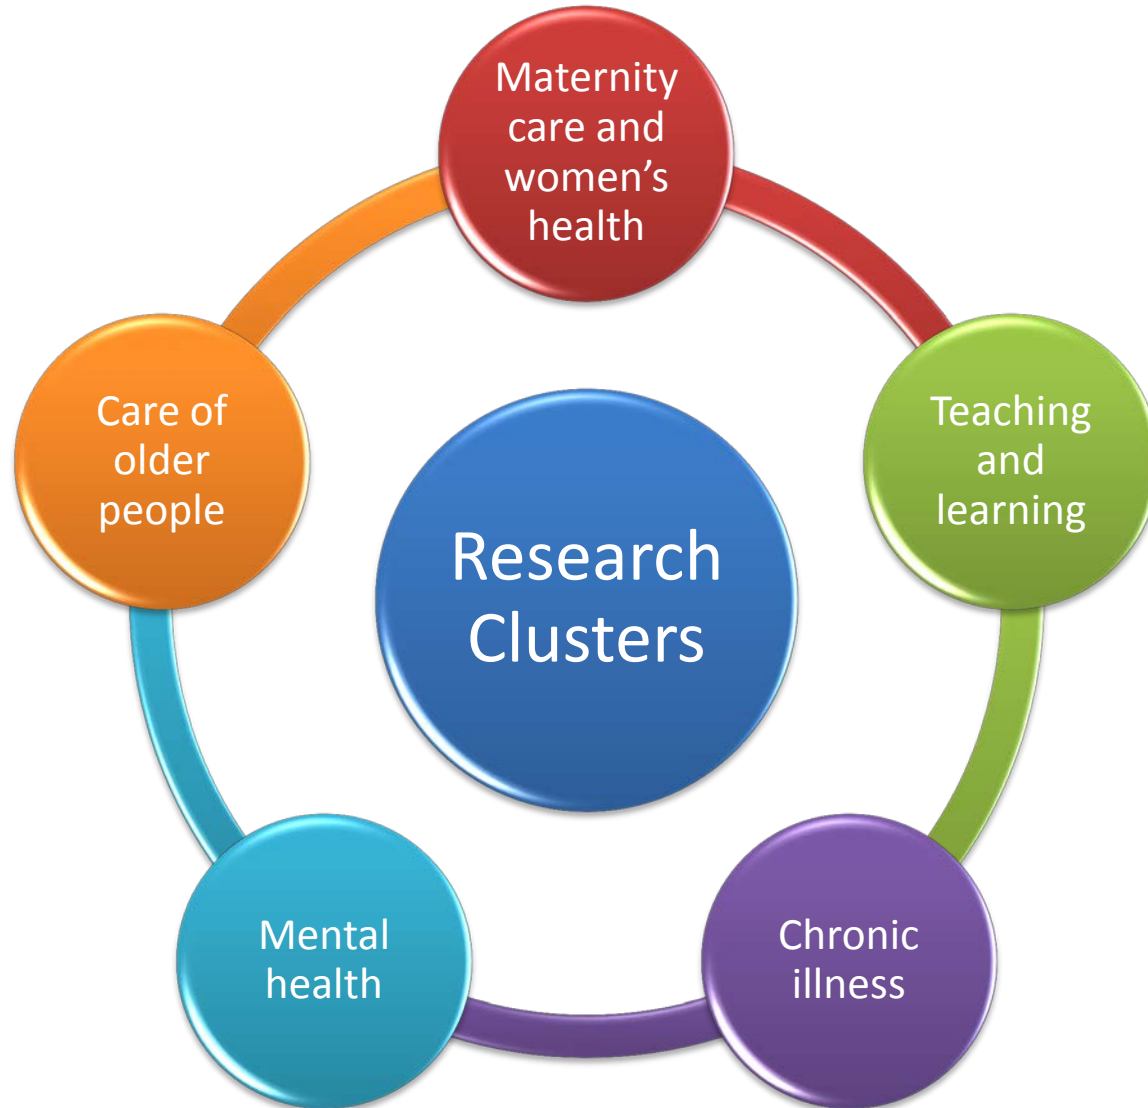 Maternity
care and
women’s
health
Teaching
and
learning
Chronic
illness
Mental
health
Care of
older
people
Research
Clusters